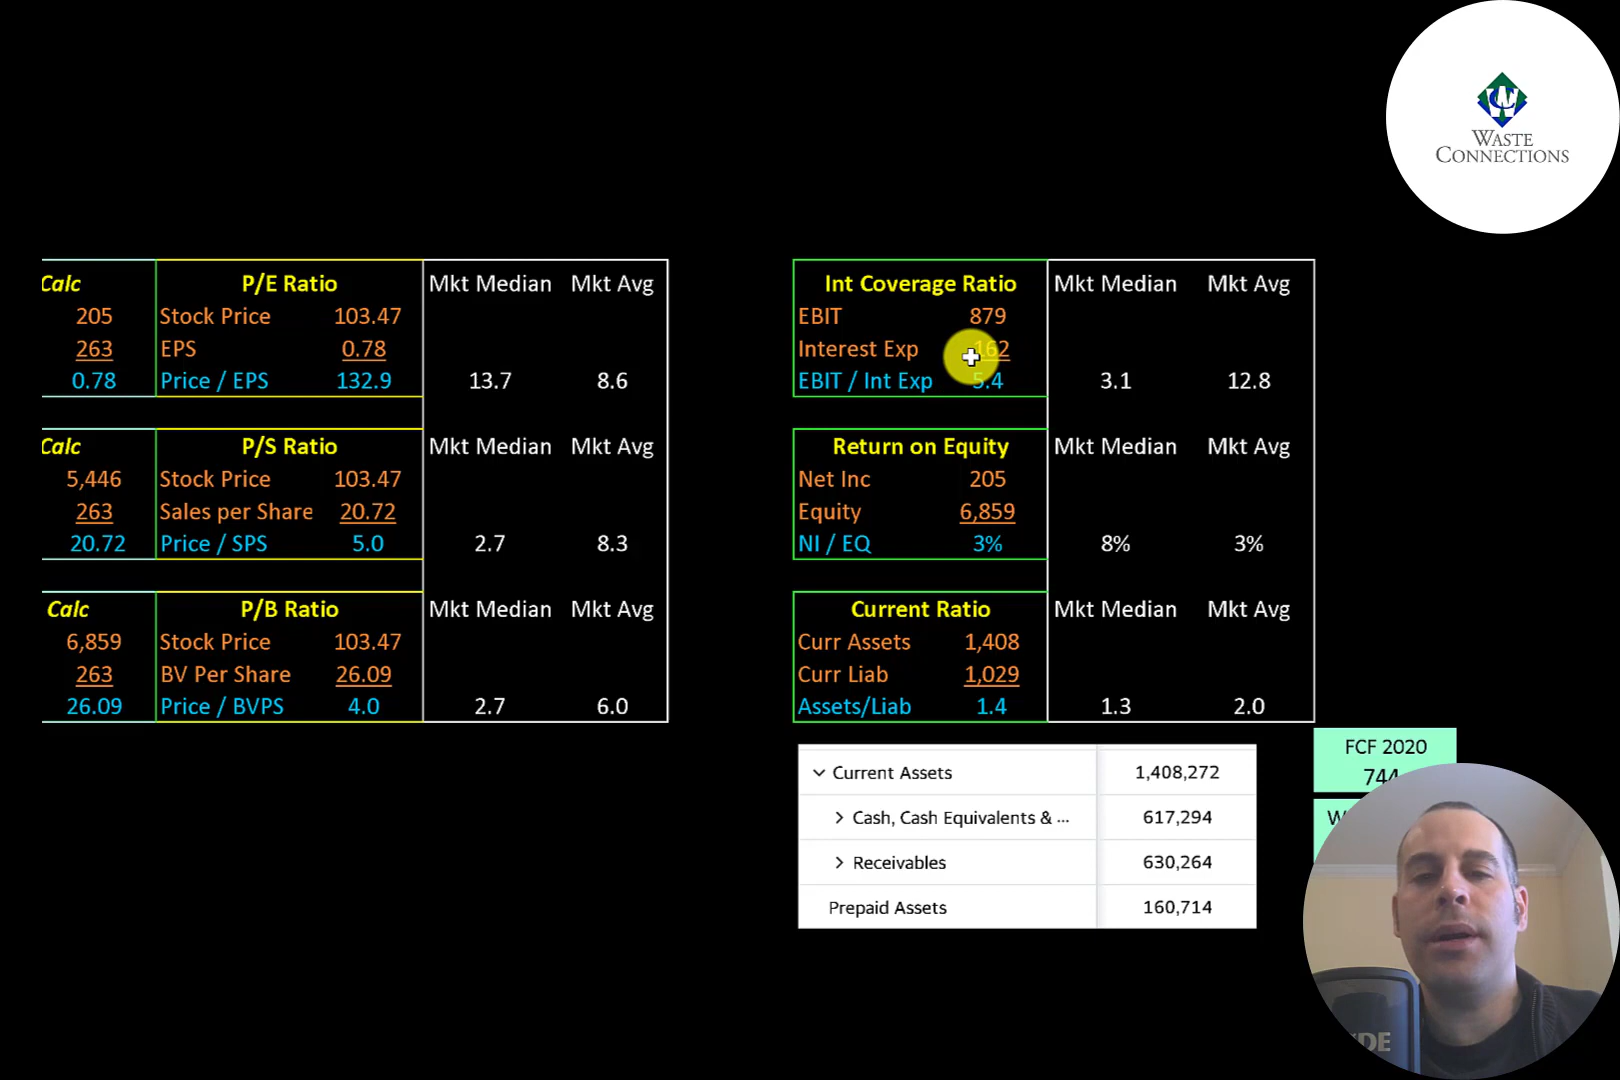 WASTE
CONNECTIONS
Calc P/E Ratio Mkt Median Mkt Avg
205 Stock Price 103.47
263 EPS 0.78
0.78 Price / EPS 132.9 13.7 8.6
Calc P/S Ratio Mkt Median Mkt Avg
5,446 Stock Price 103.47
263 Sales per Share 20.72
20.72 Price / SPS 5.0 2.7 8.3
Calc P/B Ratio Mkt Median Mkt Avg
6,859 Stock Price 103.47
263 BV Per Share 26.09
26.09 Price / BVPS 4.0 2.7 6.0
Int Coverage Ratio Mkt Median Mkt Avg
EBIT 879
Interest Exp 162
EBIT / Int Exp 5.4 3.1 12.8
Return on Equity Mkt Median Mkt Avg
Net Inc 205
Equity 6,859
NI / EQ 3% 8% 3%
Current Ratio Mkt Median Mkt Avg
Curr Assets 1,408
Curr Liab 1,029
Assets/Liab 1.4 1.3 2.0
Current Assets 1,408,272
Cash, Cash Equivalents & ... 617,294
Receivables 630,264
Prepaid Assets 160,714
FCF 2020
744